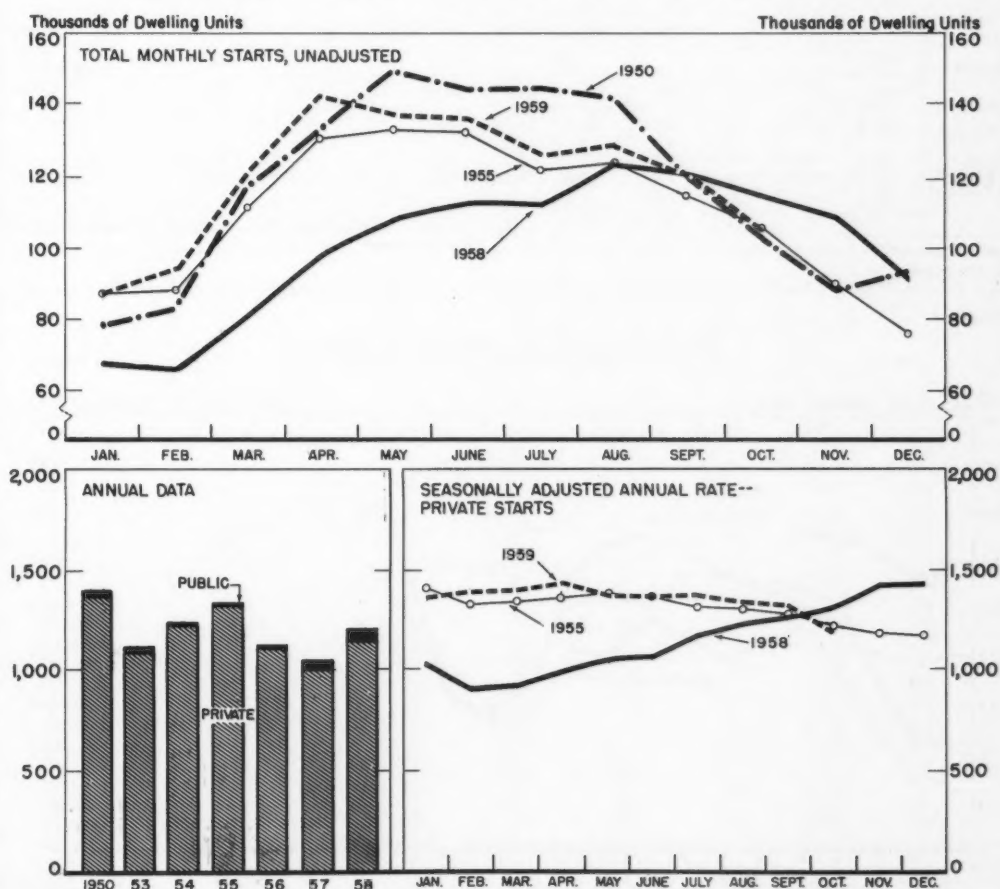 Thousands of Dwelling Units Thousands of Dwelling Units
160 160
TOTAL MONTHLY STARTS, UNADJUSTED
1950
140 140
1959
120 120
1955
100 100
1958
80 80
60 60
0 0
JAN. FEB. MAR. APR. MAY JUNE JULY AUG. SEPT. OCT. NOV. DEC.
2,000 2,000
ANNUAL DATA
SEASONALLY ADJUSTED ANNUAL RATE--
PRIVATE STARTS
1959
PUBLIC
1,500 1,500
1955
1958
1,000 1,000
PRIVATE
500 500
0 0
1950 53 54 55 56 57 58
JAN. FEB. MAR. APR. MAY JUNE JULY AUG. SEPT. OCT. NOV. DEC.